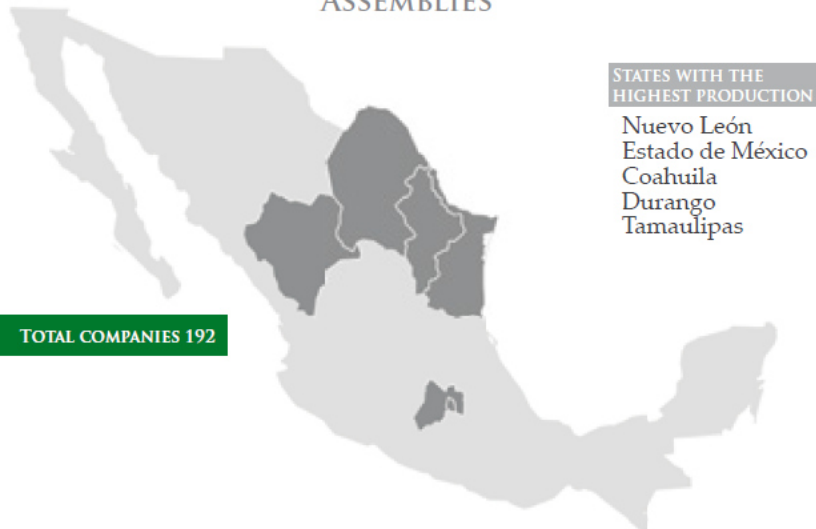 ASSEMBLIES
STATES WITH THE
HIGHEST PRODUCTION
Nuevo León
Estado de México
Coahuila
Durango
Tamaulipas
TOTAL COMPANIES 192